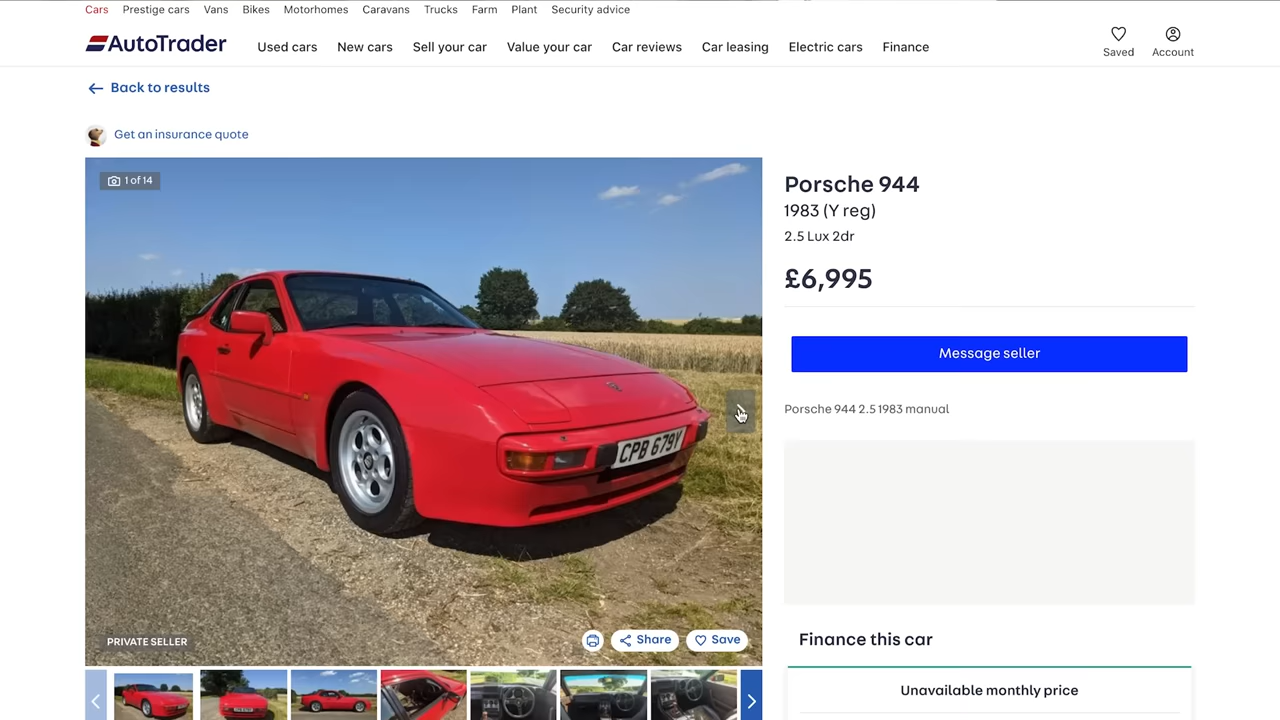 Cars Prestige cars Vans Bikes Motorhomes Caravans Trucks Farm Plant Security advice
AutoTrader
Used cars New cars Sell your car Value your car Car reviews Car leasing Electric cars Finance
Saved Account
Back to results
Get an insurance quote
1 of 14
CPB 679Y
PRIVATE SELLER
Share
Save
Porsche 944
1983 (Y reg)
2.5 Lux 2dr
£6,995
Message seller
Porsche 944 2.5 1983 manual
Finance this car
Unavailable monthly price